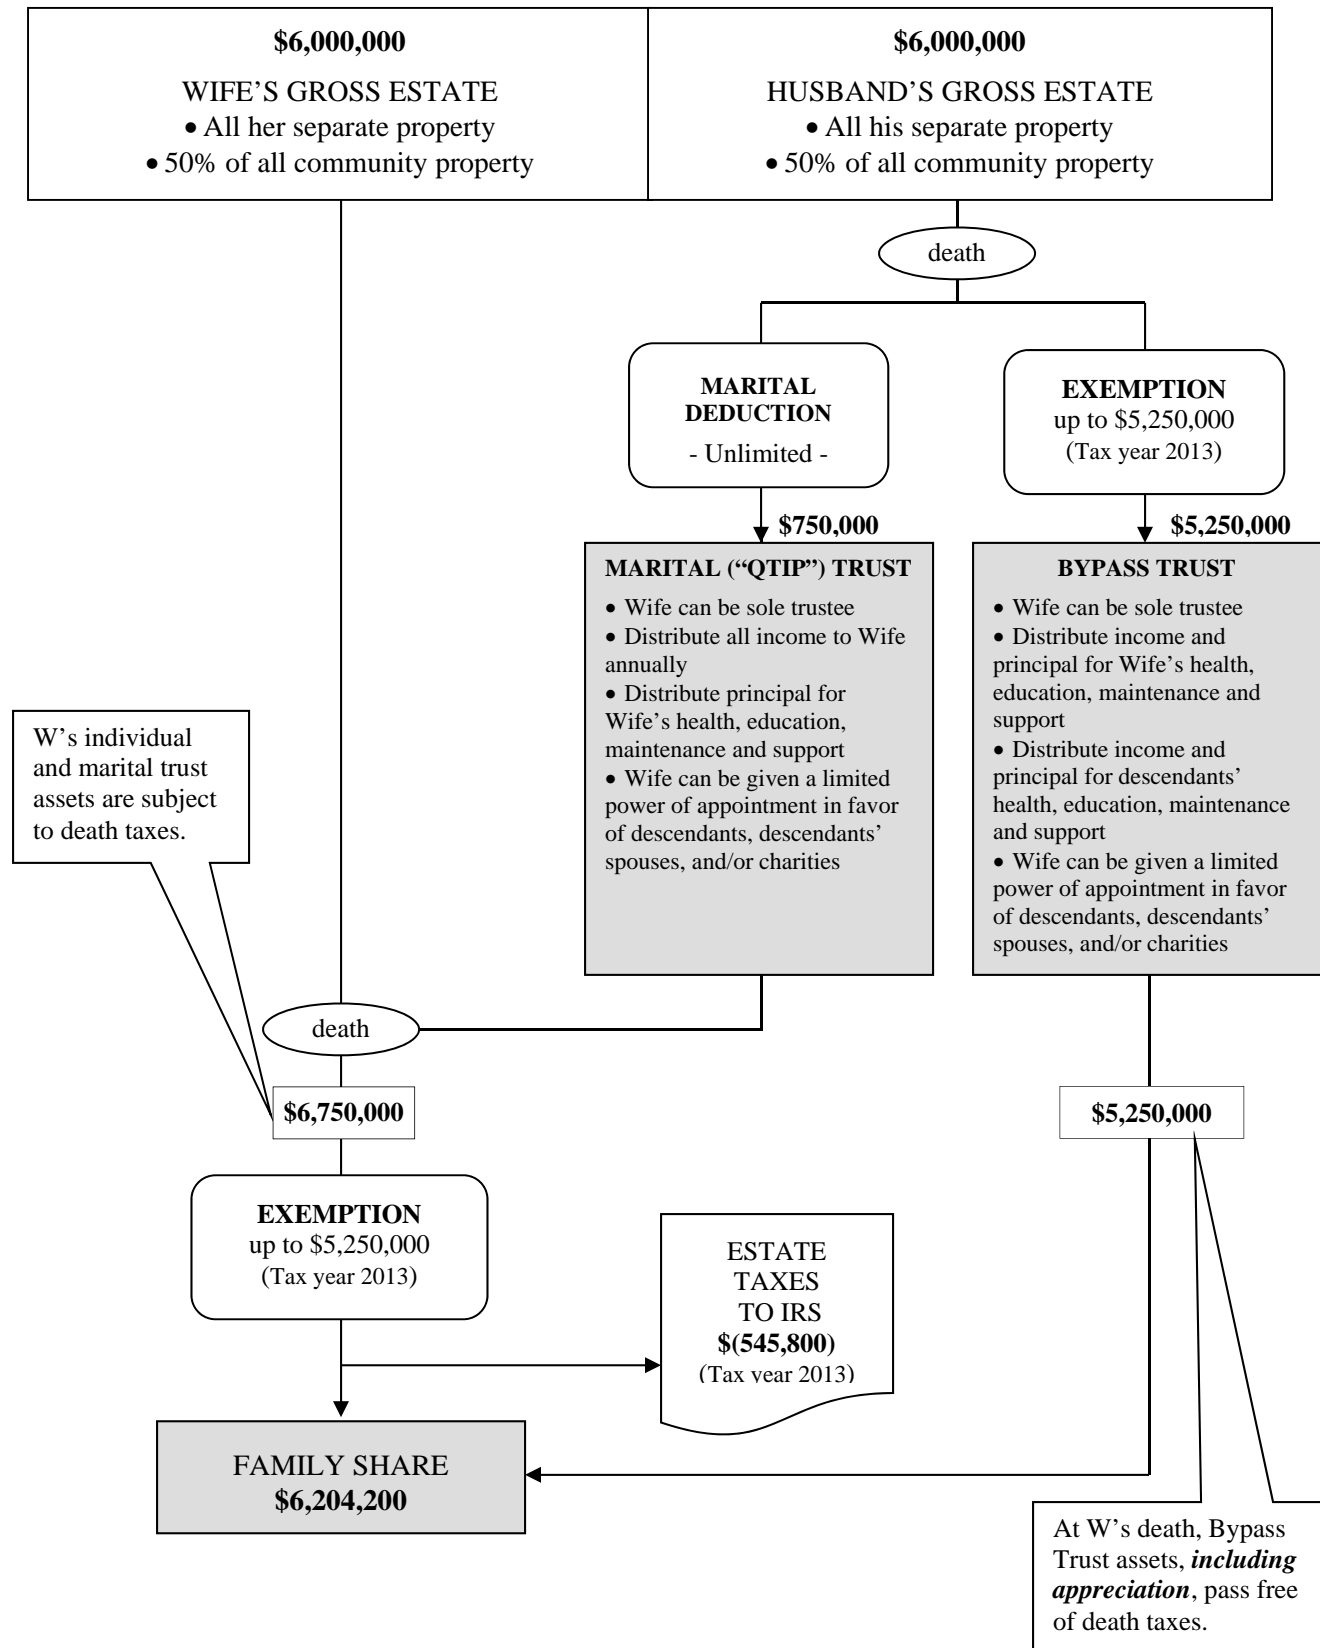 $6,000,000
WIFE’S GROSS ESTATE
• All her separate property
• 50% of all community property
$6,000,000
HUSBAND’S GROSS ESTATE
• All his separate property
• 50% of all community property
death
MARITAL
DEDUCTION
- Unlimited -
EXEMPTION
up to $5,250,000
(Tax year 2013)
$750,000
$5,250,000
MARITAL (“QTIP”) TRUST
• Wife can be sole trustee
• Distribute all income to Wife
annually
• Distribute principal for
Wife’s health, education,
maintenance and support
• Wife can be given a limited
power of appointment in favor
of descendants, descendants’
spouses, and/or charities
BYPASS TRUST
• Wife can be sole trustee
• Distribute income and
principal for Wife’s health,
education, maintenance and
support
• Distribute income and
principal for descendants’
health, education, maintenance
and support
• Wife can be given a limited
power of appointment in favor
of descendants, descendants’
spouses, and/or charities
W’s individual
and marital trust
assets are subject
to death taxes.
death
$6,750,000
$5,250,000
EXEMPTION
up to $5,250,000
(Tax year 2013)
ESTATE
TAXES
TO IRS
$(545,800)
(Tax year 2013)
FAMILY SHARE
$6,204,200
At W’s death, Bypass
Trust assets, including
appreciation, pass free
of death taxes.